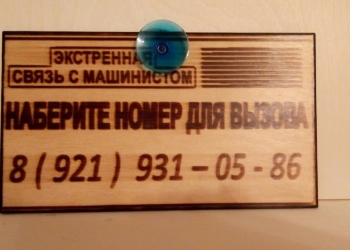 ЭКСТРЕННАЯ
СВЯЗЬ С МАШИНИСТОМ
НАБЕРИТЕ НОМЕР ДЛЯ ВЫЗОВА
8 ( 921 ) 931 – 05 - 86